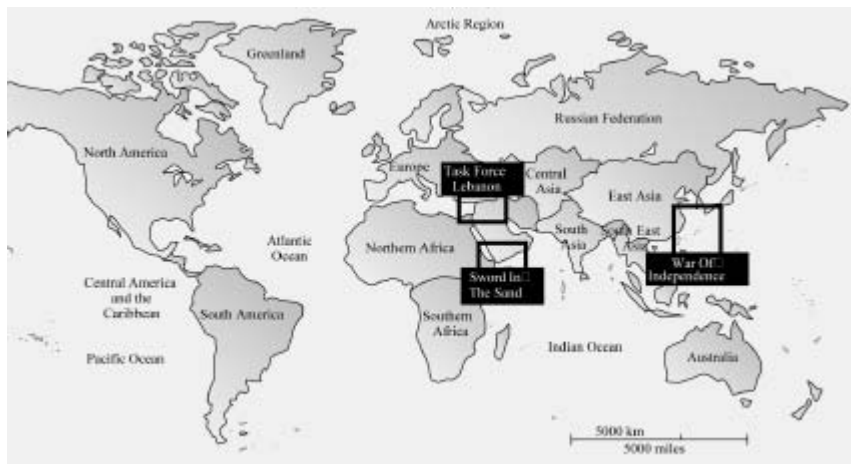 Arctic Region
Greenland
Russian Federation
North America
Europe
Task Force
Lebanon
Central
Asia
East Asia
Atlantic
Ocean
Northern Africa
South
Asia
South East
Asia
War Of
Independence
Sword In
The Sand
Central America
and the
Caribbean
South America
Southern
Africa
Pacific Ocean
Indian Ocean
Australia
5000 km
5000 miles